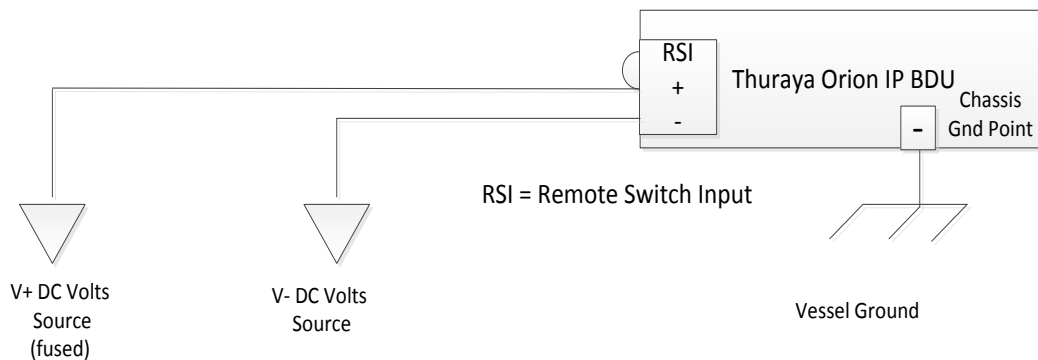 RSI
+
-
Thuraya Orion IP BDU
Chassis
Gnd Point
-
RSI = Remote Switch Input
V+ DC Volts
Source
(fused)
V- DC Volts
Source
Vessel Ground